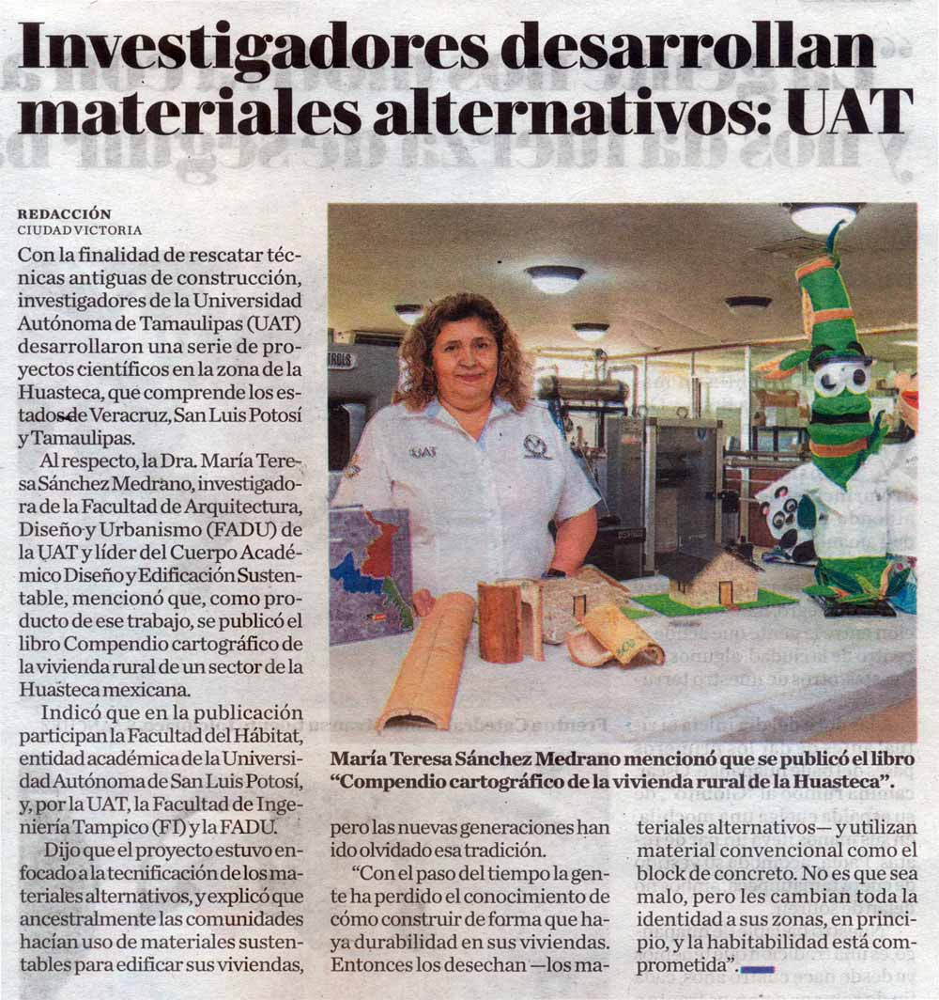 Investigadores desarrollan
materiales alternativos: UAT
REDACCIÓN
CIUDAD VICTORIA
Con la finalidad de rescatar téc-
nicas antiguas de construcción,
investigadores de la Universidad
Autónoma de Tamaulipas (UAT)
desarrollaron una serie de pro-
yectos científicos en la zona de la
Huasteca, que comprende los es-
tados de Veracruz, San Luis Potosí
y Tamaulipas.
Al respecto, la Dra. María Tere-
sa Sánchez Medrano, investigado-
ra de la Facultad de Arquitectura,
Diseño y Urbanismo (FADU) de
la UAT y líder del Cuerpo Acadé-
mico Diseño y Edificación Susten-
table, mencionó que, como pro-
ducto de ese trabajo, se publicó el
libro Compendio cartográfico de
la vivienda rural de un sector de la
Huasteca mexicana.
Indicó que en la publicación
participan la Facultad del Hábitat,
entidad académica de la Universi-
dad Autónoma de San Luis Potosí,
y, por la UAT, la Facultad de Inge-
niería Tampico (FI) y la FADU.
Dijo que el proyecto estuvo en-
focado a la tecnificación de los ma-
teriales alternativos, y explicó que
ancestralmente las comunidades
hacían uso de materiales susten-
tables para edificar sus viviendas,
UAT
María Teresa Sánchez Medrano mencionó que se publicó el libro
“Compendio cartográfico de la vivienda rural de la Huasteca”.
pero las nuevas generaciones han
ido olvidado esa tradición.
“Con el paso del tiempo la gen-
te ha perdido el conocimiento de
cómo construir de forma que ha-
ya durabilidad en sus viviendas.
Entonces los desechan —los ma-
teriales alternativos— y utilizan
material convencional como el
block de concreto. No es que sea
malo, pero les cambian toda la
identidad a sus zonas, en princi-
pio, y la habitabilidad está com-
prometida”.